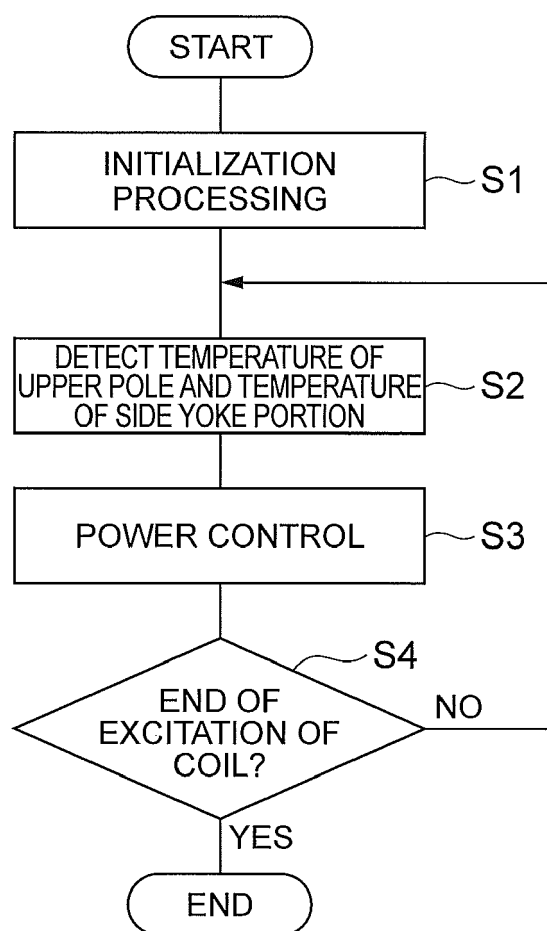 START
INITIALIZATION
PROCESSING
S1
DETECT TEMPERATURE OF
UPPER POLE AND TEMPERATURE
OF SIDE YOKE PORTION
S2
POWER CONTROL
S3
S4
END OF
EXCITATION OF
COIL?
NO
YES
END